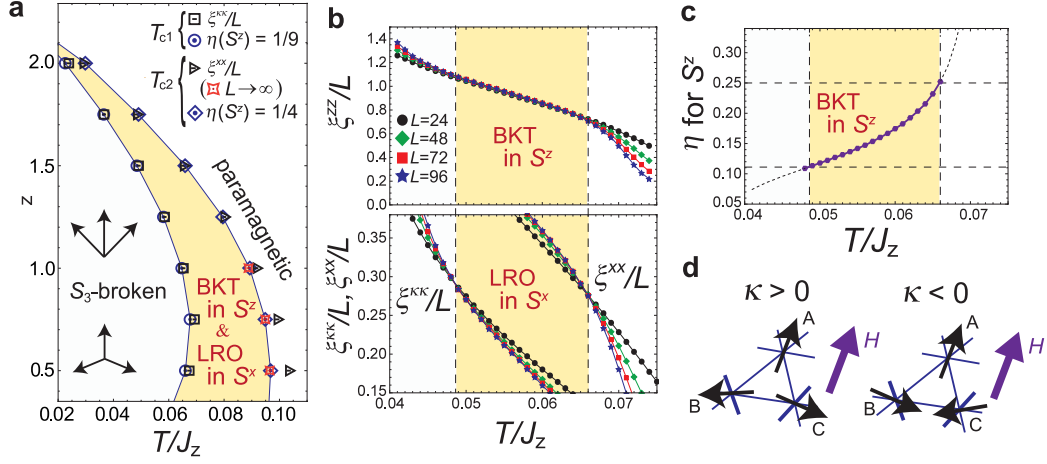 a
T_c1 { ξ^κκ/L
η(S^z) = 1/9
T_c2 { ξ^xx/L
( L→∞)
η(S^z) = 1/4
z
2.0
1.5
1.0
0.5
paramagnetic
S_3-broken
BKT
in S^z
&
LRO
in S^x
0.02 0.04 0.06 0.08 0.10
T/J_z
b
ξ^zz/L
1.4
1.2
1.0
0.8
0.6
0.4
0.2
0.0
L=24
L=48
L=72
L=96
BKT
in S^z
ξ^κκ/L, ξ^xx/L
0.35
0.30
0.25
0.20
0.15
ξ^κκ/L
LRO
in S^x
ξ^xx/L
0.04 0.05 0.06 0.07
T/J_z
c
η for S^z
0.30
0.25
0.20
0.15
0.10
0.05
BKT
in S^z
0.04 0.05 0.06 0.07
T/J_z
d
κ > 0 κ < 0
A
B
C
H
A
B
C
H